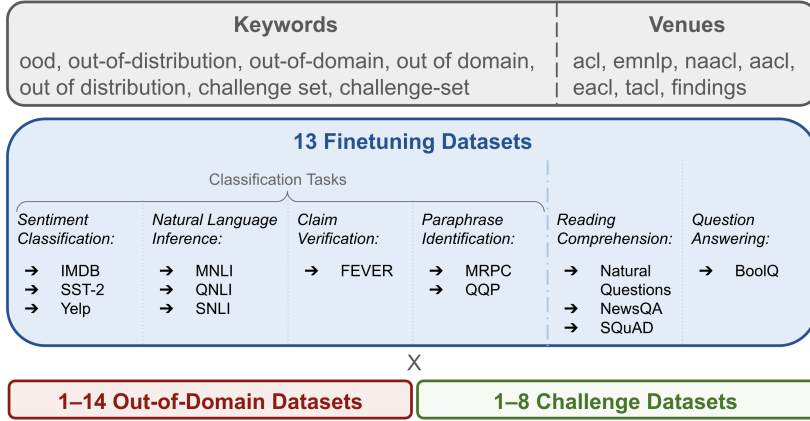 Keywords
ood, out-of-distribution, out-of-domain, out of domain,
out of distribution, challenge set, challenge-set
Venues
acl, emnlp, naacl, aacl,
eacl, tacl, findings
13 Finetuning Datasets
Classification Tasks
Sentiment
Classification:
➔ IMDB
➔ SST-2
➔ Yelp
Natural Language
Inference:
➔ MNLI
➔ QNLI
➔ SNLI
Claim
Verification:
➔ FEVER
Paraphrase
Identification:
➔ MRPC
➔ QQP
Reading
Comprehension:
➔ Natural
Questions
➔ NewsQA
➔ SQuAD
Question
Answering:
➔ BoolQ
X
1–14 Out-of-Domain Datasets
1–8 Challenge Datasets